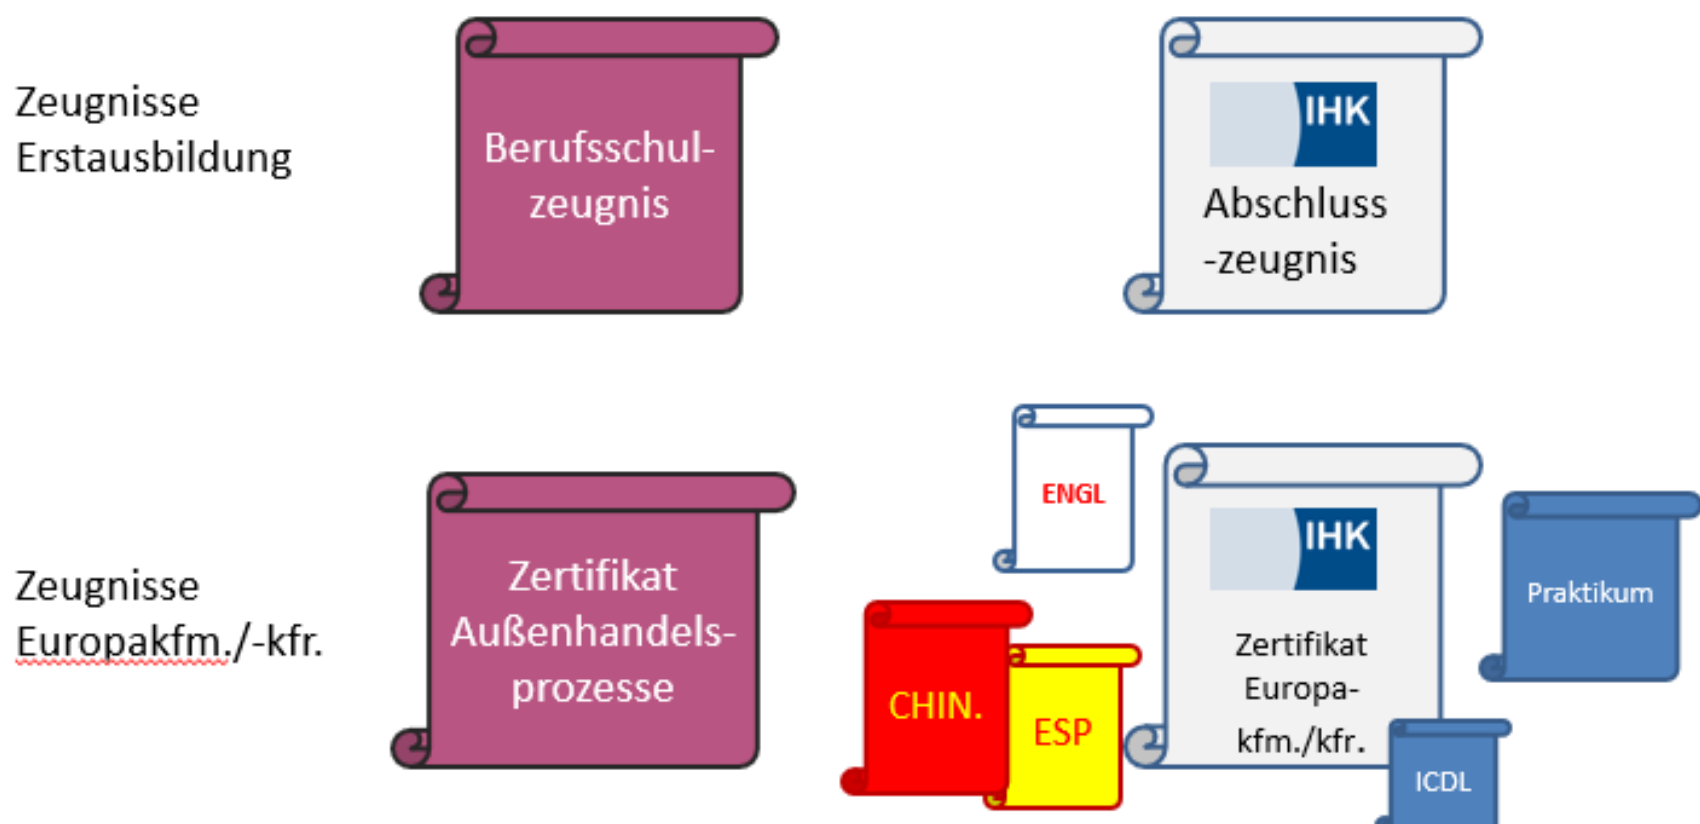 Zeugnisse
Erstausbildung
Berufsschul-
zeugnis
IHK
Abschluss
-zeugnis
Zeugnisse
Europakfm./-kfr.
Zertifikat
Außenhandels-
prozesse
ENGL
CHIN.
ESP
IHK
Zertifikat
Europa-
kfm./kfr.
Praktikum
ICDL